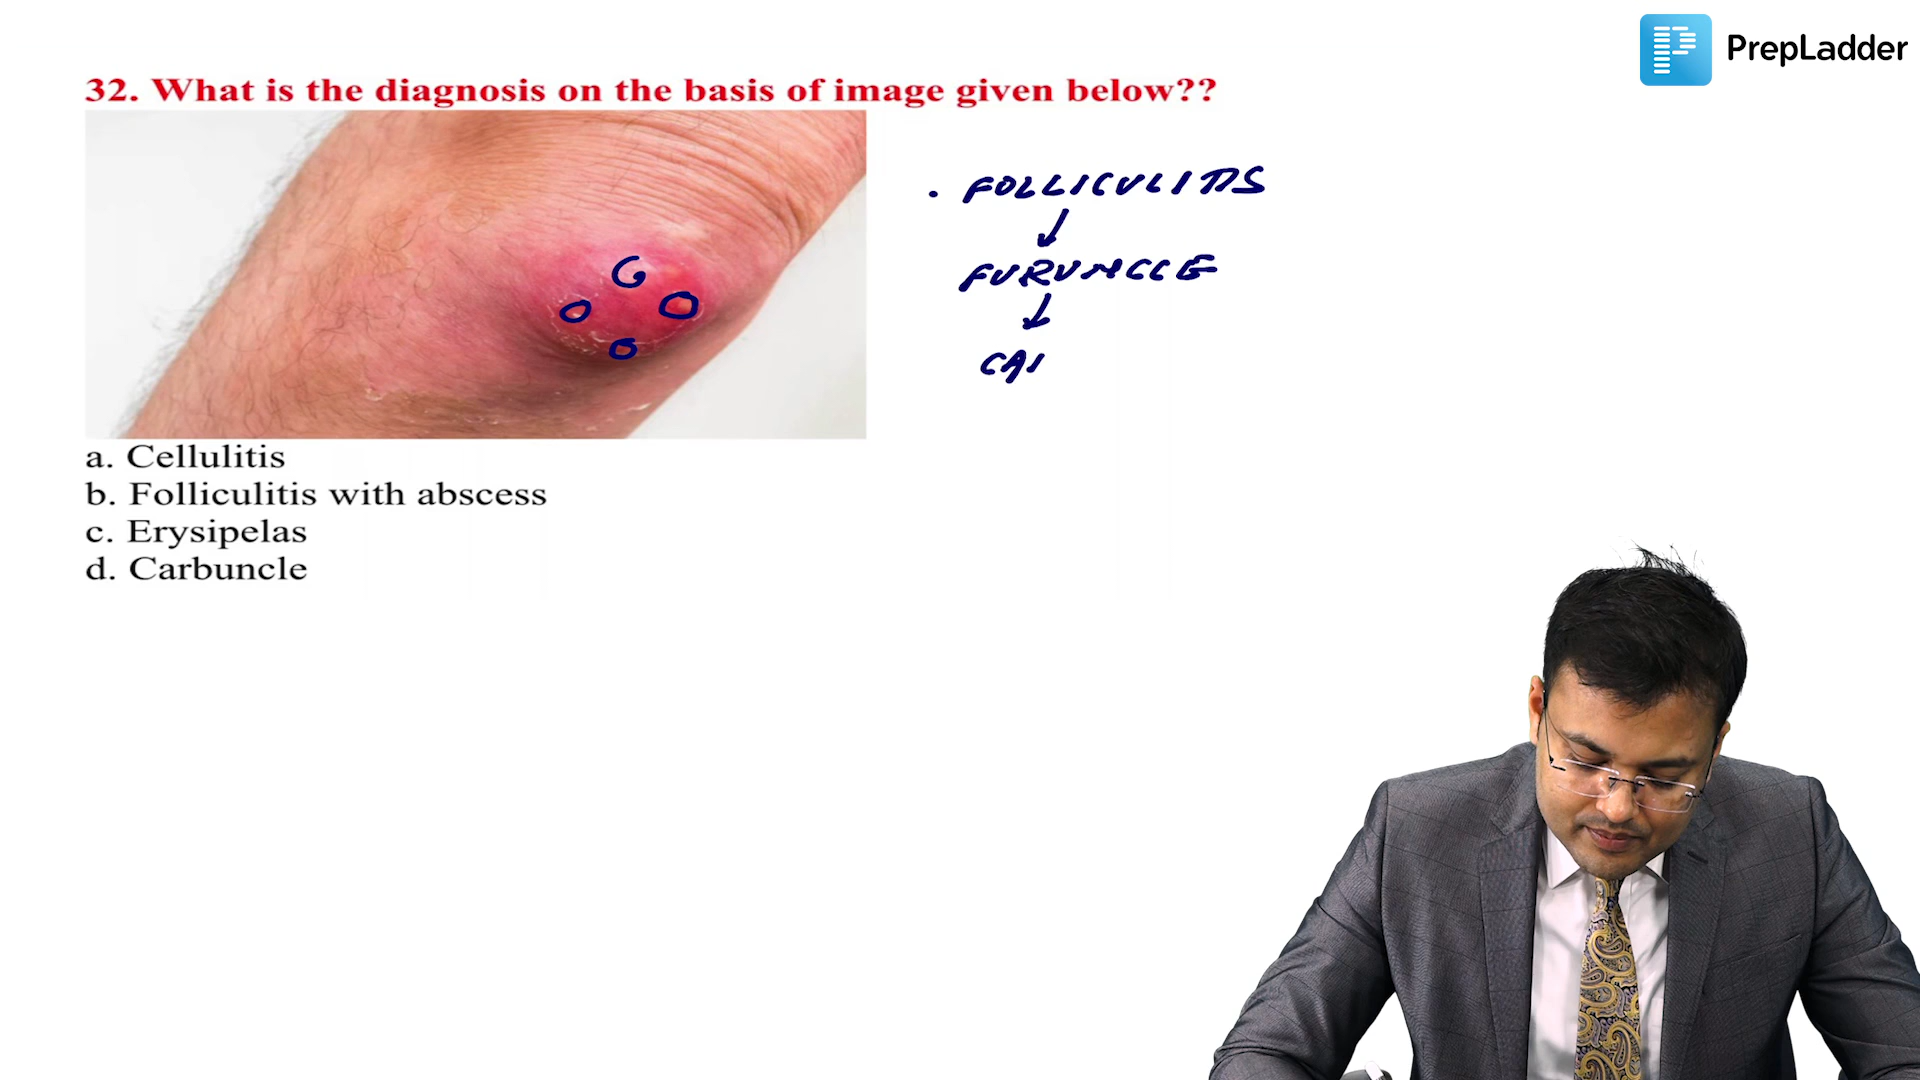 PrepLadder
32. What is the diagnosis on the basis of image given below??
. FOLLICULITIS
FURUNCLE
CAI
a. Cellulitis
b. Folliculitis with abscess
c. Erysipelas
d. Carbuncle